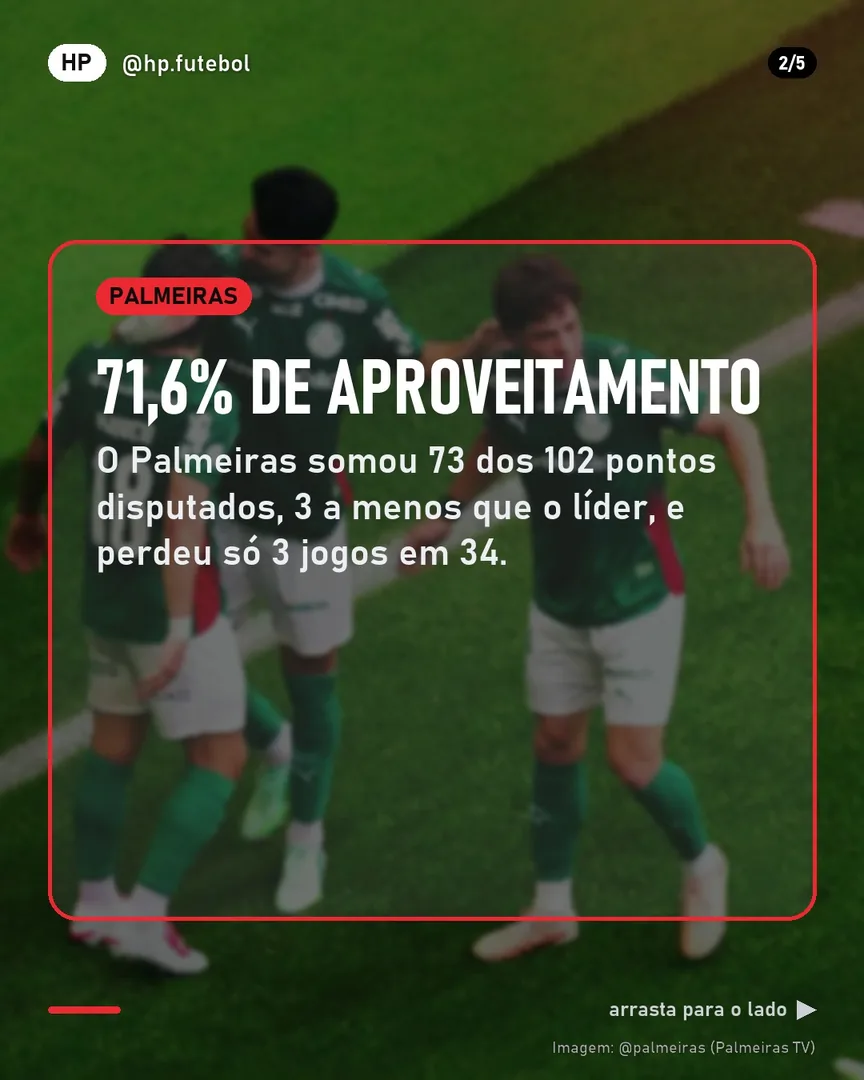 HP @hp.futebol
2/5
PALMEIRAS
71,6% DE APROVEITAMENTO
O Palmeiras somou 73 dos 102 pontos
disputados, 3 a menos que o líder, e
perdeu só 3 jogos em 34.
arrasta para o lado ▶
Imagem: @palmeiras (Palmeiras TV)